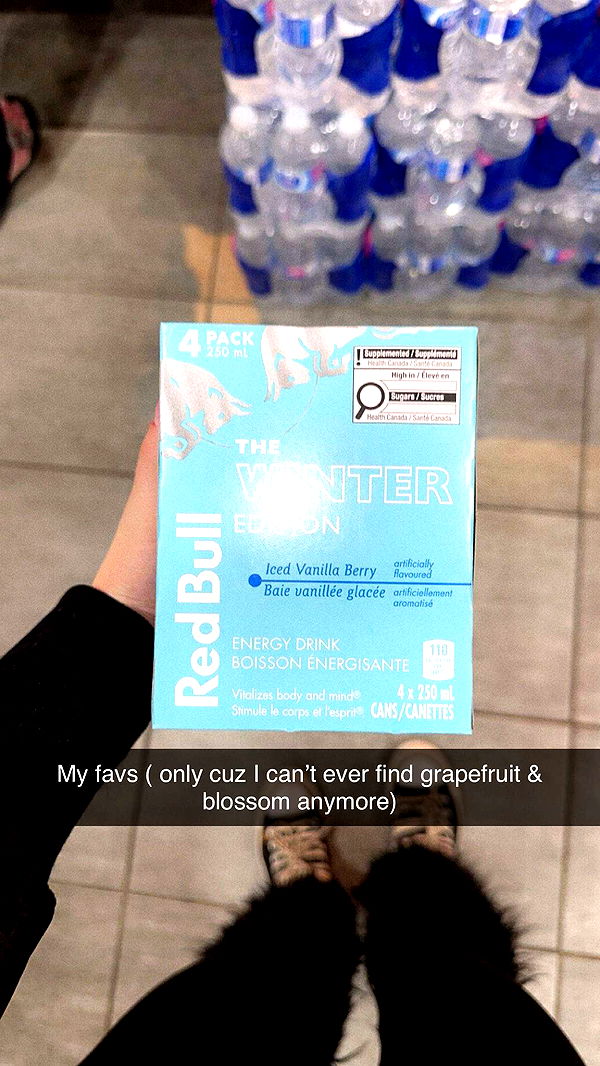 4 PACK
250 mL
! Supplemented / Supplémenté
Health Canada / Santé Canada
High in / Élevé en
Sugars / Sucres
Health Canada / Santé Canada
THE
WINTER
EDITION
Red Bull
Iced Vanilla Berry artificially flavoured
Baie vanillée glacée artificiellement aromatisé
ENERGY DRINK
BOISSON ÉNERGISANTE
110
Vitalizes body and mind®
Stimule le corps et l'esprit®
4 x 250 mL
CANS/CANETTES
My favs ( only cuz I can't ever find grapefruit &
blossom anymore)